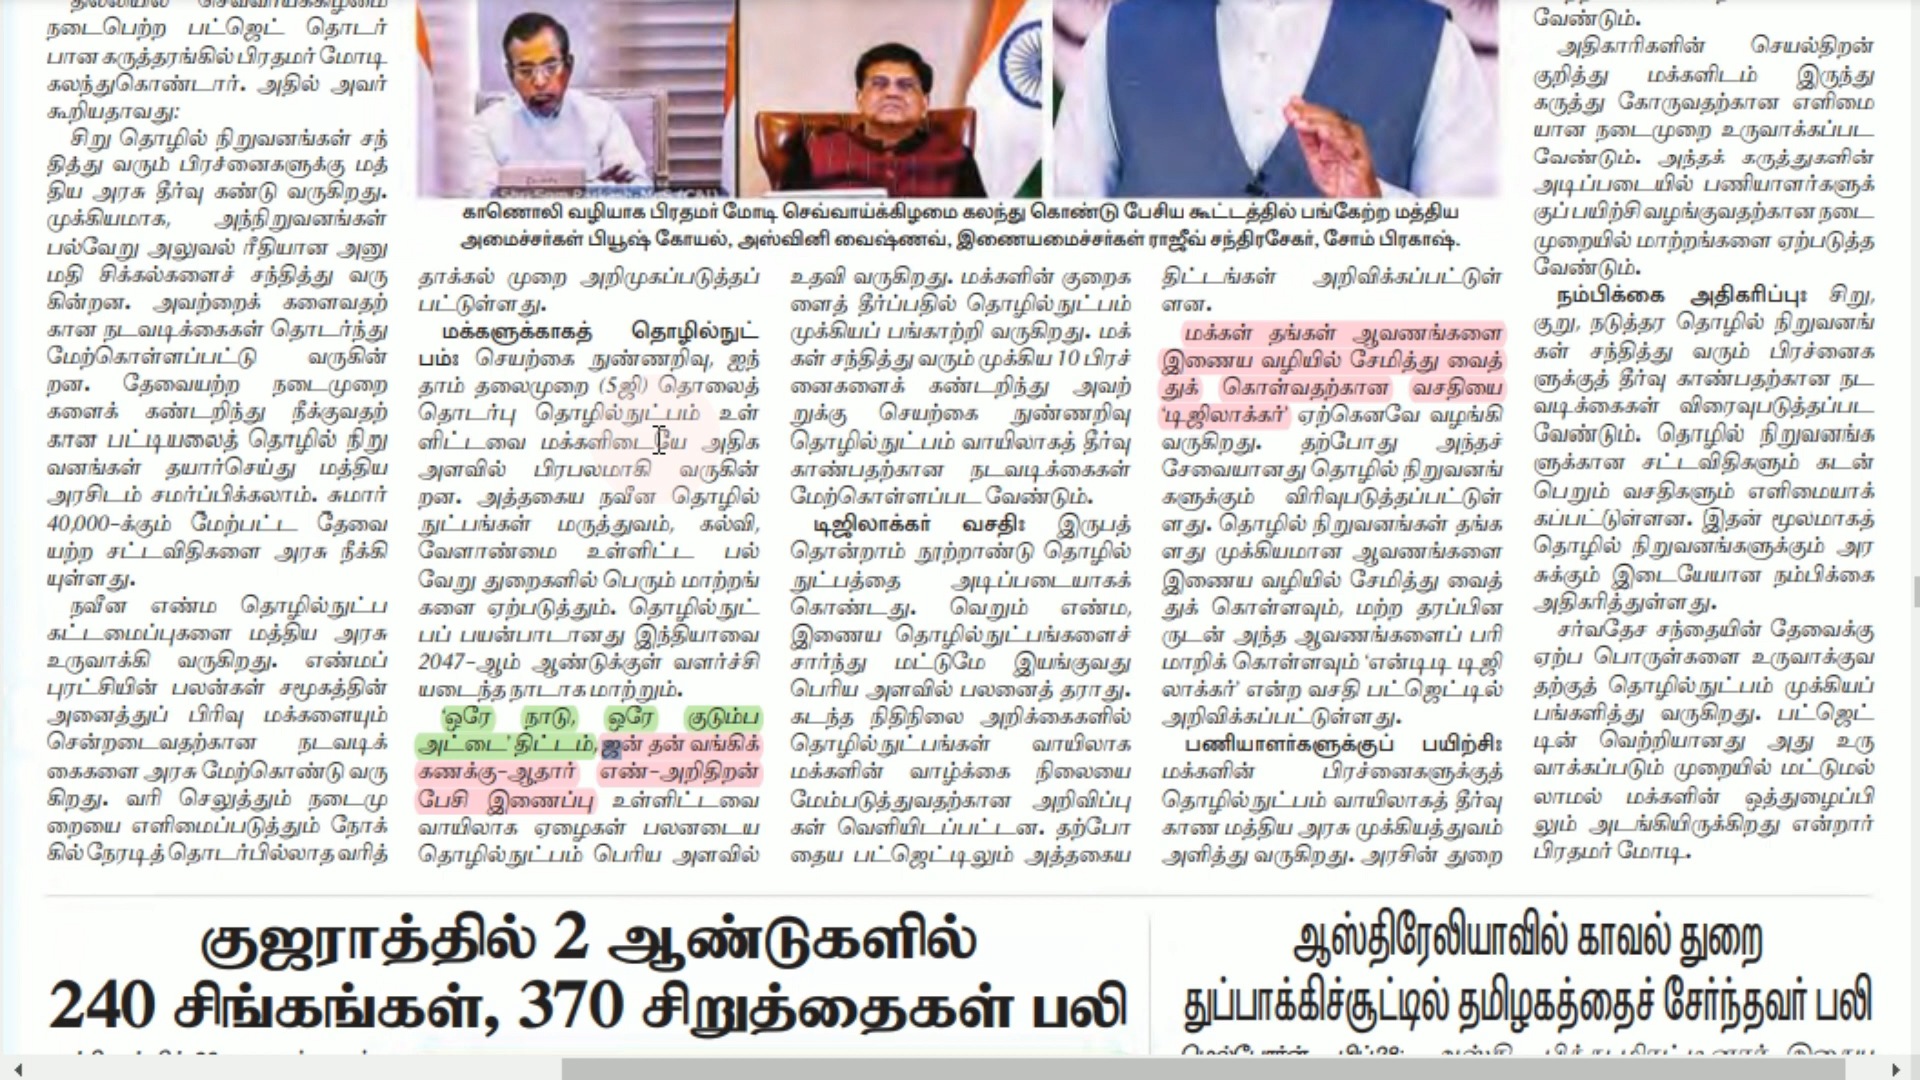 நடைபெற்ற பட்ஜெட் தொடர்
பான கருத்தரங்கில் பிரதமர் மோடி
கலந்துகொண்டார். அதில் அவர்
கூறியதாவது:
சிறு தொழில் நிறுவனங்கள் சந்
தித்து வரும் பிரச்னைகளுக்கு மத்
திய அரசு தீர்வு கண்டு வருகிறது.
முக்கியமாக, அந்நிறுவனங்கள்
பல்வேறு அலுவல் ரீதியான அனு
மதி சிக்கல்களைச் சந்தித்து வரு
கின்றன. அவற்றைக் களைவதற்
கான நடவடிக்கைகள் தொடர்ந்து
மேற்கொள்ளப்பட்டு வருகின்
றன. தேவையற்ற நடைமுறை
களைக் கண்டறிந்து நீக்குவதற்
கான பட்டியலைத் தொழில் நிறு
வனங்கள் தயார்செய்து மத்திய
அரசிடம் சமர்ப்பிக்கலாம். சுமார்
40,000-க்கும் மேற்பட்ட தேவை
யற்ற சட்டவிதிகளை அரசு நீக்கி
யுள்ளது.
நவீன எண்ம தொழில்நுட்ப
கட்டமைப்புகளை மத்திய அரசு
உருவாக்கி வருகிறது. எண்மப்
புரட்சியின் பலன்கள் சமூகத்தின்
அனைத்துப் பிரிவு மக்களையும்
சென்றடைவதற்கான நடவடிக்
கைகளை அரசு மேற்கொண்டு வரு
கிறது. வரி செலுத்தும் நடைமு
றையை எளிமைப்படுத்தும் நோக்
கில் நேரடித் தொடர்பில்லாத வரித்
காணொலி வழியாக பிரதமர் மோடி செவ்வாய்க்கிழமை கலந்து கொண்டு பேசிய கூட்டத்தில் பங்கேற்ற மத்திய
அமைச்சர்கள் பியூஷ் கோயல், அஸ்வினி வைஷ்ணவ், இணையமைச்சர்கள் ராஜீவ் சந்திரசேகர், சோம் பிரகாஷ்.
தாக்கல் முறை அறிமுகப்படுத்தப்
பட்டுள்ளது.
மக்களுக்காகத் தொழில்நுட்
பம்: செயற்கை நுண்ணறிவு, ஐந்
தாம் தலைமுறை (5ஜி) தொலைத்
தொடர்பு தொழில்நுட்பம் உள்
ளிட்டவை மக்களிடையே அதிக
அளவில் பிரபலமாகி வருகின்
றன. அத்தகைய நவீன தொழில்
நுட்பங்கள் மருத்துவம், கல்வி,
வேளாண்மை உள்ளிட்ட பல்
வேறு துறைகளில் பெரும் மாற்றங்
களை ஏற்படுத்தும். தொழில்நுட்
பப் பயன்பாடானது இந்தியாவை
2047-ஆம் ஆண்டுக்குள் வளர்ச்சி
யடைந்த நாடாக மாற்றும்.
'ஒரே நாடு, ஒரே குடும்ப
அட்டை' திட்டம், ஜன் தன் வங்கிக்
கணக்கு-ஆதார் எண்-அறிதிறன்
பேசி இணைப்பு உள்ளிட்டவை
வாயிலாக ஏழைகள் பலனடைய
தொழில்நுட்பம் பெரிய அளவில்
உதவி வருகிறது. மக்களின் குறைக
ளைத் தீர்ப்பதில் தொழில்நுட்பம்
முக்கியப் பங்காற்றி வருகிறது. மக்
கள் சந்தித்து வரும் முக்கிய 10 பிரச்
னைகளைக் கண்டறிந்து அவற்
றுக்கு செயற்கை நுண்ணறிவு
தொழில்நுட்பம் வாயிலாகத் தீர்வு
காண்பதற்கான நடவடிக்கைகள்
மேற்கொள்ளப்பட வேண்டும்.
டிஜிலாக்கர் வசதி: இருபத்
தொன்றாம் நூற்றாண்டு தொழில்
நுட்பத்தை அடிப்படையாகக்
கொண்டது. வெறும் எண்ம,
இணைய தொழில்நுட்பங்களைச்
சார்ந்து மட்டுமே இயங்குவது
பெரிய அளவில் பலனைத் தராது.
கடந்த நிதிநிலை அறிக்கைகளில்
தொழில்நுட்பங்கள் வாயிலாக
மக்களின் வாழ்க்கை நிலையை
மேம்படுத்துவதற்கான அறிவிப்பு
கள் வெளியிடப்பட்டன. தற்போ
தைய பட்ஜெட்டிலும் அத்தகைய
திட்டங்கள் அறிவிக்கப்பட்டுள்
ளன.
மக்கள் தங்கள் ஆவணங்களை
இணைய வழியில் சேமித்து வைத்
துக் கொள்வதற்கான வசதியை
'டிஜிலாக்கர்' ஏற்கெனவே வழங்கி
வருகிறது. தற்போது அந்தச்
சேவையானது தொழில் நிறுவனங்
களுக்கும் விரிவுபடுத்தப்பட்டுள்
ளது. தொழில் நிறுவனங்கள் தங்க
ளது முக்கியமான ஆவணங்களை
இணைய வழியில் சேமித்து வைத்
துக் கொள்ளவும், மற்ற தரப்பின
ருடன் அந்த ஆவணங்களைப் பரி
மாறிக் கொள்ளவும் 'என்டிடி டிஜி
லாக்கர்' என்ற வசதி பட்ஜெட்டில்
அறிவிக்கப்பட்டுள்ளது.
பணியாளர்களுக்குப் பயிற்சி:
மக்களின் பிரச்னைகளுக்குத்
தொழில்நுட்பம் வாயிலாகத் தீர்வு
காண மத்திய அரசு முக்கியத்துவம்
அளித்து வருகிறது. அரசின் துறை
வேண்டும்.
அதிகாரிகளின் செயல்திறன்
குறித்து மக்களிடம் இருந்து
கருத்து கோருவதற்கான எளிமை
யான நடைமுறை உருவாக்கப்பட
வேண்டும். அந்தக் கருத்துகளின்
அடிப்படையில் பணியாளர்களுக்
குப் பயிற்சி வழங்குவதற்கான நடை
முறையில் மாற்றங்களை ஏற்படுத்த
வேண்டும்.
நம்பிக்கை அதிகரிப்பு: சிறு,
குறு, நடுத்தர தொழில் நிறுவனங்
கள் சந்தித்து வரும் பிரச்னைக
ளுக்குத் தீர்வு காண்பதற்கான நட
வடிக்கைகள் விரைவுபடுத்தப்பட
வேண்டும். தொழில் நிறுவனங்க
ளுக்கான சட்டவிதிகளும் கடன்
பெறும் வசதிகளும் எளிமையாக்
கப்பட்டுள்ளன. இதன் மூலமாகத்
தொழில் நிறுவனங்களுக்கும் அர
சுக்கும் இடையேயான நம்பிக்கை
அதிகரித்துள்ளது.
சர்வதேச சந்தையின் தேவைக்கு
ஏற்ப பொருள்களை உருவாக்குவ
தற்குத் தொழில்நுட்பம் முக்கியப்
பங்களித்து வருகிறது. பட்ஜெட்
டின் வெற்றியானது அது உரு
வாக்கப்படும் முறையில் மட்டுமல்
லாமல் மக்களின் ஒத்துழைப்பி
லும் அடங்கியிருக்கிறது என்றார்
பிரதமர் மோடி.
குஜராத்தில் 2 ஆண்டுகளில்
240 சிங்கங்கள், 370 சிறுத்தைகள் பலி
ஆஸ்திரேலியாவில் காவல் துறை
துப்பாக்கிச்சூட்டில் தமிழகத்தைச் சேர்ந்தவர் பலி